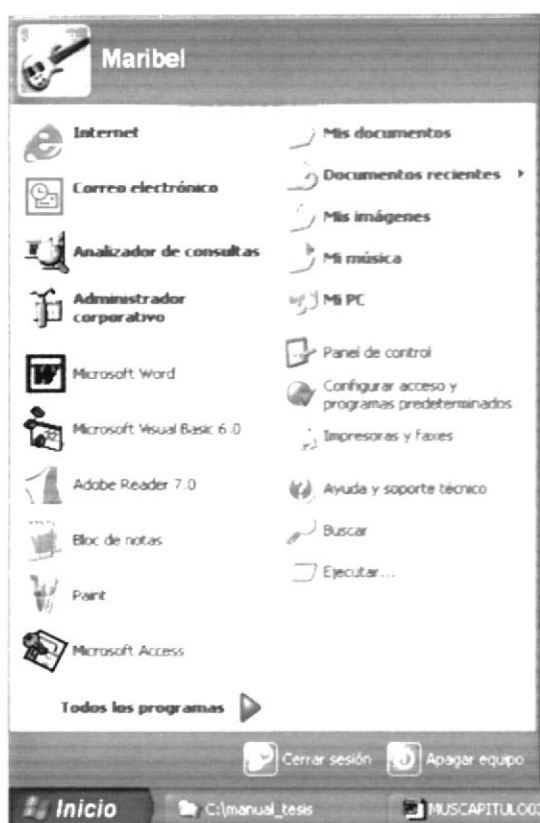 Maribel
Internet
Correo electrónico
Analizador de consultas
Administrador
corporativo
Microsoft Word
Microsoft Visual Basic 6.0
Adobe Reader 7.0
Bloc de notas
Paint
Microsoft Access
Todos los programas
Mis documentos
Documentos recientes
Mis imágenes
Mi música
Mi PC
Panel de control
Configurar acceso y
programas predeterminados
Impresoras y faxes
Ayuda y soporte técnico
Buscar
Ejecutar...
Cerrar sesión
Apagar equipo
Inicio
C:\manual_tesis
MUSCAPITULO03